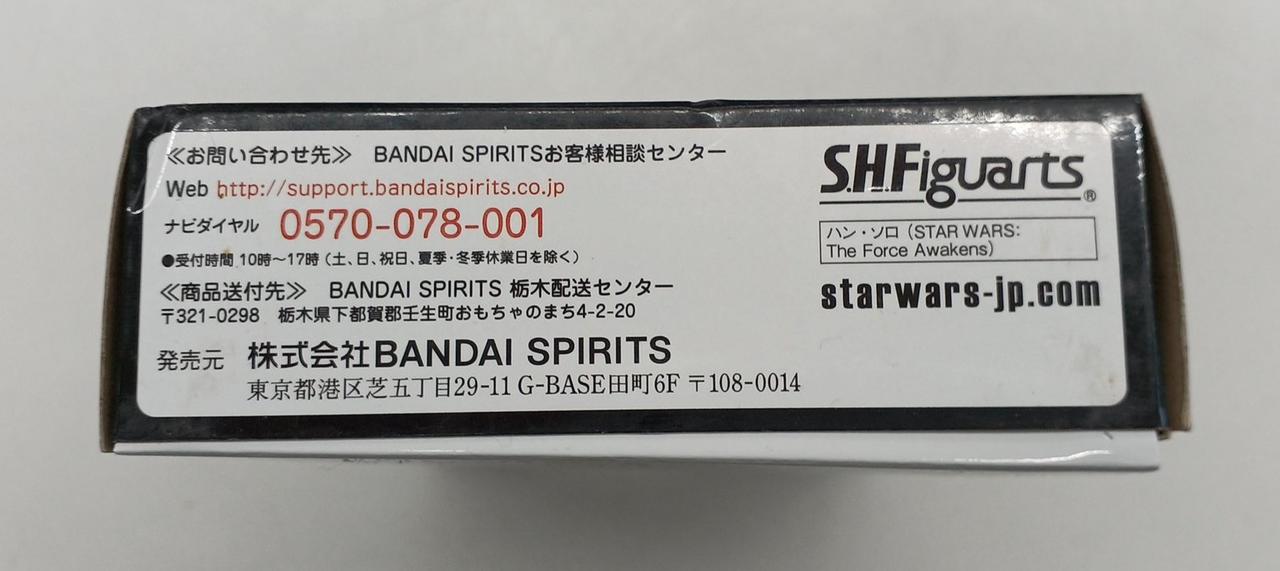 ≪お問い合わせ先≫ BANDAI SPIRITSお客様相談センター
Web http://support.bandaispirits.co.jp
ナビダイヤル 0570-078-001
●受付時間 10時〜17時(土、日、祝日、夏季・冬季休業日を除く)
≪商品送付先≫ BANDAI SPIRITS 栃木配送センター
〒321-0298 栃木県下都賀郡壬生町おもちゃのまち4-2-20
発売元 株式会社BANDAI SPIRITS
東京都港区芝五丁目29-11 G-BASE田町6F 〒108-0014
S.H.Figuarts®
ハン・ソロ(STAR WARS:
The Force Awakens)
starwars-jp.com